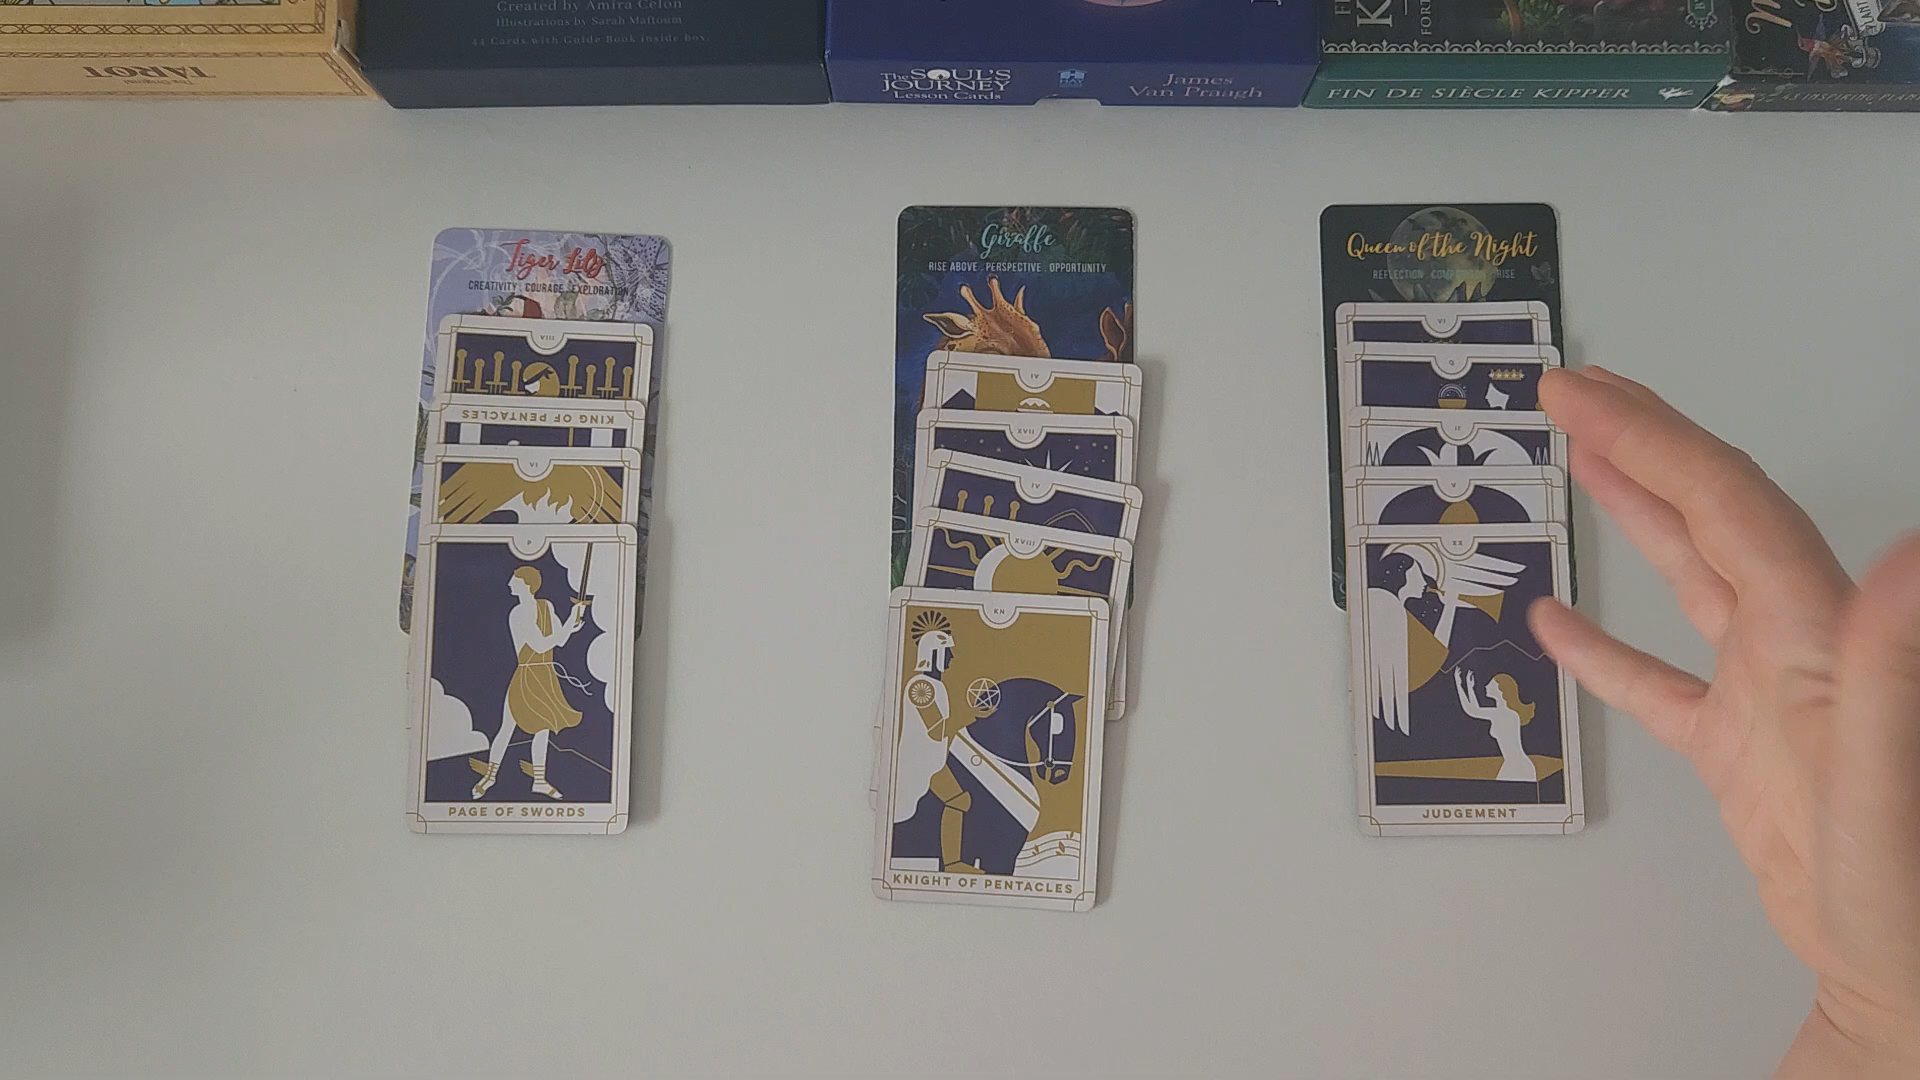 Created by Amira Celon
Illustrations by Sarah Maftoum
44 Cards with Guide Book inside box.
TAROT
The SOUL'S
JOURNEY
Lesson Cards
HAY
James
Van Praagh
FIN DE SIÈCLE KIPPER
Tiger Lily
CREATIVITY . COURAGE . EXPLORATION
VIII
KING OF PENTACLES
VI
P
PAGE OF SWORDS
Giraffe
RISE ABOVE . PERSPECTIVE . OPPORTUNITY
IV
XVII
XVIII
KN
KNIGHT OF PENTACLES
Queen of the Night
REFLECTION
RISE
VI
Q
II
V
XX
JUDGEMENT